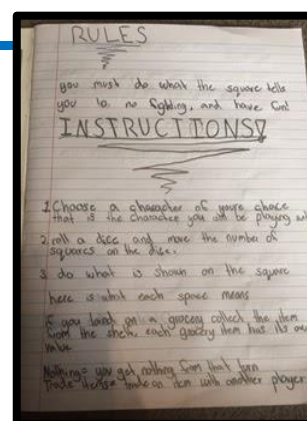 RULES
you must do what the square tells
you to, no fighting, and have fun!
INSTRUCTIONS!
1. Choose a character of youre choice
that is the character you will be playing
2. roll a dice and move the number of
squares on the dice.
3 do what is shown on the square
here is what each space means
if you land on a grocery collect the item
from the shelf. each grocery item has its own
value
Nothing = you get nothing from that turn
Trade items = trade an item with another player